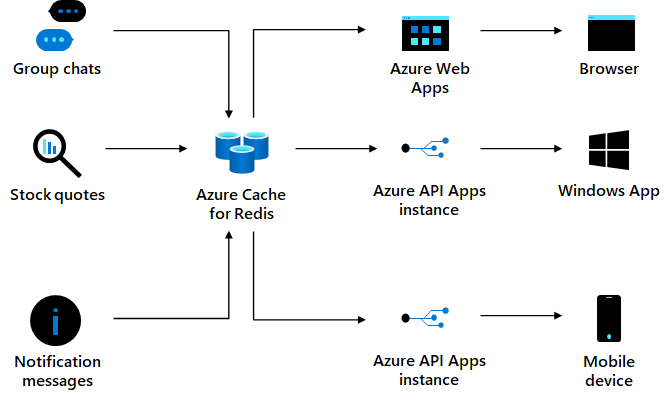 Group chats
Azure Web
Apps
Browser
Stock quotes
Azure Cache
for Redis
Azure API Apps
instance
Windows App
Notification
messages
Azure API Apps
instance
Mobile
device